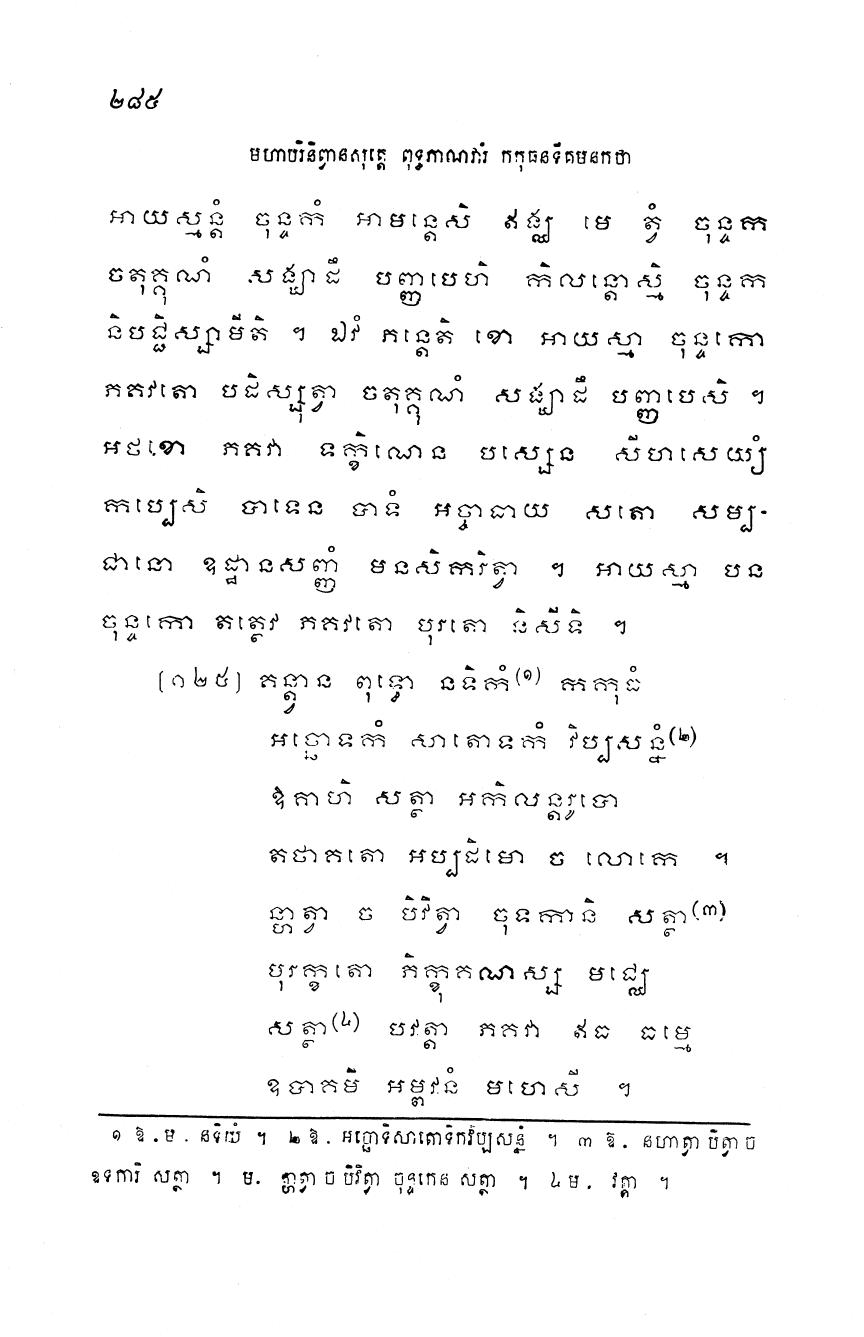 ២៨៥
មហាបរិនិព្វានសុត្តេ ពុទ្ធភាណវារំ កកុធនទីគមនកថា
អាយស្មន្តំ ចុន្ទកំ អាមន្តេសិ ឥង្ឃ មេ ត្វំ ចុន្ទក
ចតុគ្គុណំ សង្ឃាដឹ បញ្ញបេហិ កិលន្តោស្មិ ចុន្ទក
និបជ្ជិស្សាមីតិ ។ ឯវំ ភន្តេតិ ខោ អាយស្មា ចុន្ទកោ
ភគវតោ បដិស្សុត្វា ចតុគ្គុណំ សង្ឃាដឹ បញ្ញបេសិ ។
អថខោ ភគវា ទក្ខិណេន បស្សេន សីហសេយ្យំ
កប្បេសិ បាទេន បាទំ អច្ចាធាយ សតោ សម្ប-
ជានោ ឧដ្ឋានសញ្ញំ មនសិការិត្វា ។ អាយស្មា បន
ចុន្ទកោ តត្ថេវ ភគវតោ បុរតោ និសីទិ ។
[១២៥] គន្ត្វាន ពុទ្ធោ នទិកំ(១) កកុធំ
អច្ឆោទកំ សាតោទកំ វិប្បសន្នំ(២)
ឱគាហិ សត្ថា អកិលន្តរូបោ
តថាគតោ អប្បដិមោ ច លោកេ ។
ន្ហាត្វា ច បិវិត្វា ចុទកានិ សត្ថា(៣)
បុរក្ខតោ ភិក្ខុគណស្ស មជ្ឈេ
សត្ថា(៤) បវត្តា ភគវា ឥធ ធម្មេ
ឧបាគមិ អម្ពវនំ មហេសី ។
១ ឱ.ម. នទិយំ ។ ២ ឱ. អច្ឆោទិសាតោទិកវិប្បសន្នំ ។ ៣ ឱ. នហាត្វា បិត្វា ច
ឧទការិ សត្ថា ។ ម. ន្ហាត្វា ច បិវិត្វា ចុន្ទកេន សត្ថា ។ ៤ ម. វត្តា ។